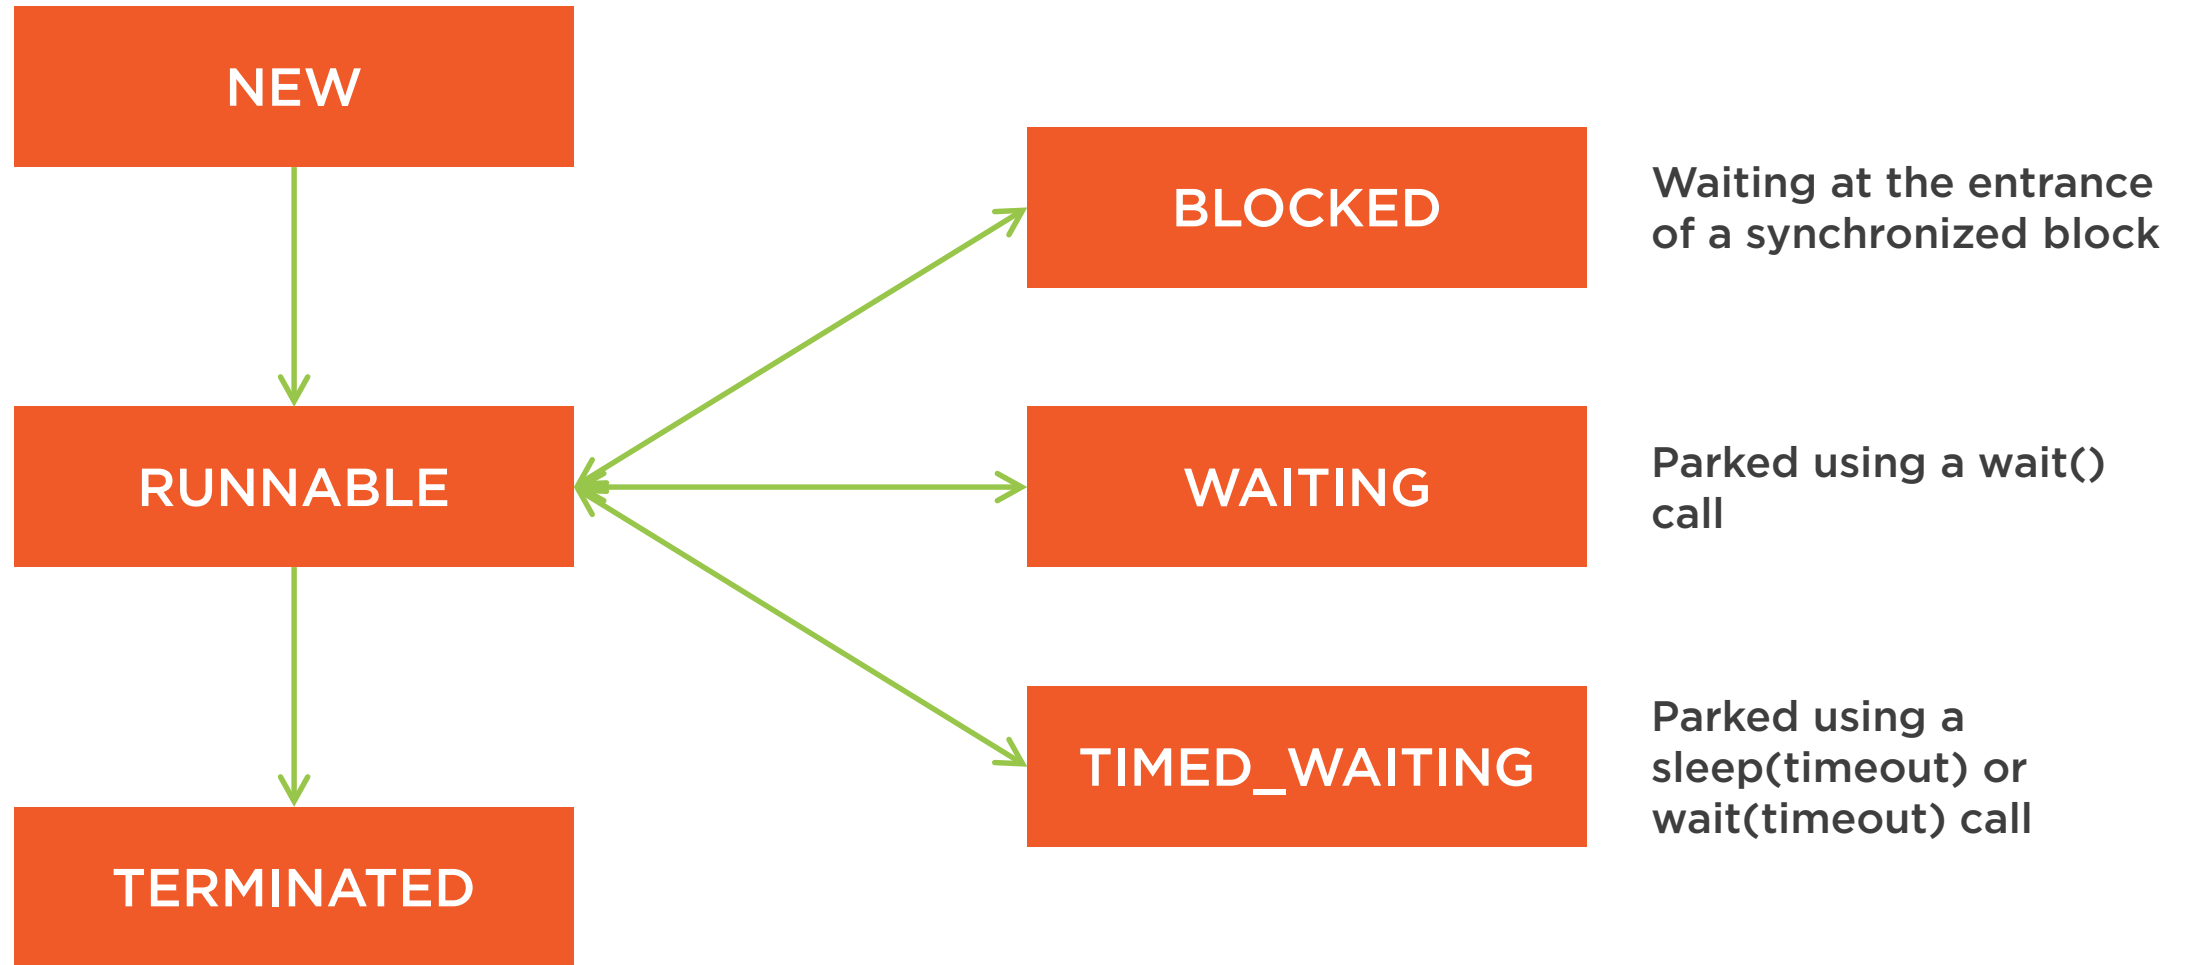 NEW
BLOCKED
Waiting at the entrance
of a synchronized block
RUNNABLE
WAITING
Parked using a wait()
call
TIMED_WAITING
Parked using a
sleep(timeout) or
wait(timeout) call
TERMINATED